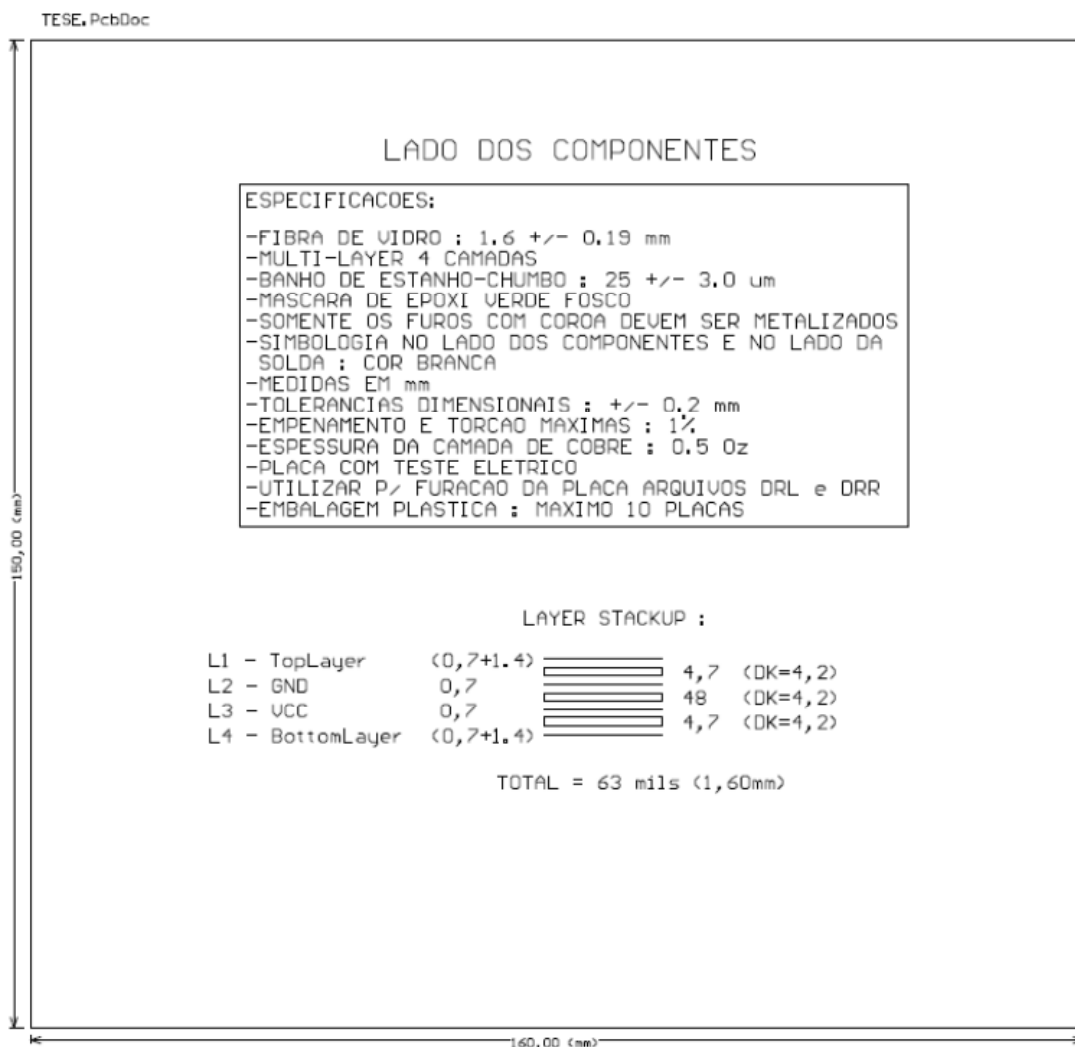 TESE.PcbDoc
LADO DOS COMPONENTES
ESPECIFICACOES:
-FIBRA DE VIDRO : 1.6 +/- 0.19 mm
-MULTI-LAYER 4 CAMADAS
-BANHO DE ESTANHO-CHUMBO : 25 +/- 3.0 um
-MASCARA DE EPOXI VERDE FOSCO
-SOMENTE OS FUROS COM COROA DEVEM SER METALIZADOS
-SIMBOLOGIA NO LADO DOS COMPONENTES E NO LADO DA
SOLDA : COR BRANCA
-MEDIDAS EM mm
-TOLERANCIAS DIMENSIONAIS : +/- 0.2 mm
-EMPENAMENTO E TORCAO MAXIMAS : 1%
-ESPESSURA DA CAMADA DE COBRE : 0.5 Oz
-PLACA COM TESTE ELETRICO
-UTILIZAR P/ FURACAO DA PLACA ARQUIVOS DRL e DRR
-EMBALAGEM PLASTICA : MAXIMO 10 PLACAS
150,00 (mm)
LAYER STACKUP :
L1 - TopLayer (0,7+1.4)
4,7 (DK=4,2)
L2 - GND 0,7
48 (DK=4,2)
L3 - VCC 0,7
4,7 (DK=4,2)
L4 - BottomLayer (0,7+1.4)
TOTAL = 63 mils (1,60mm)
160.00 (mm)